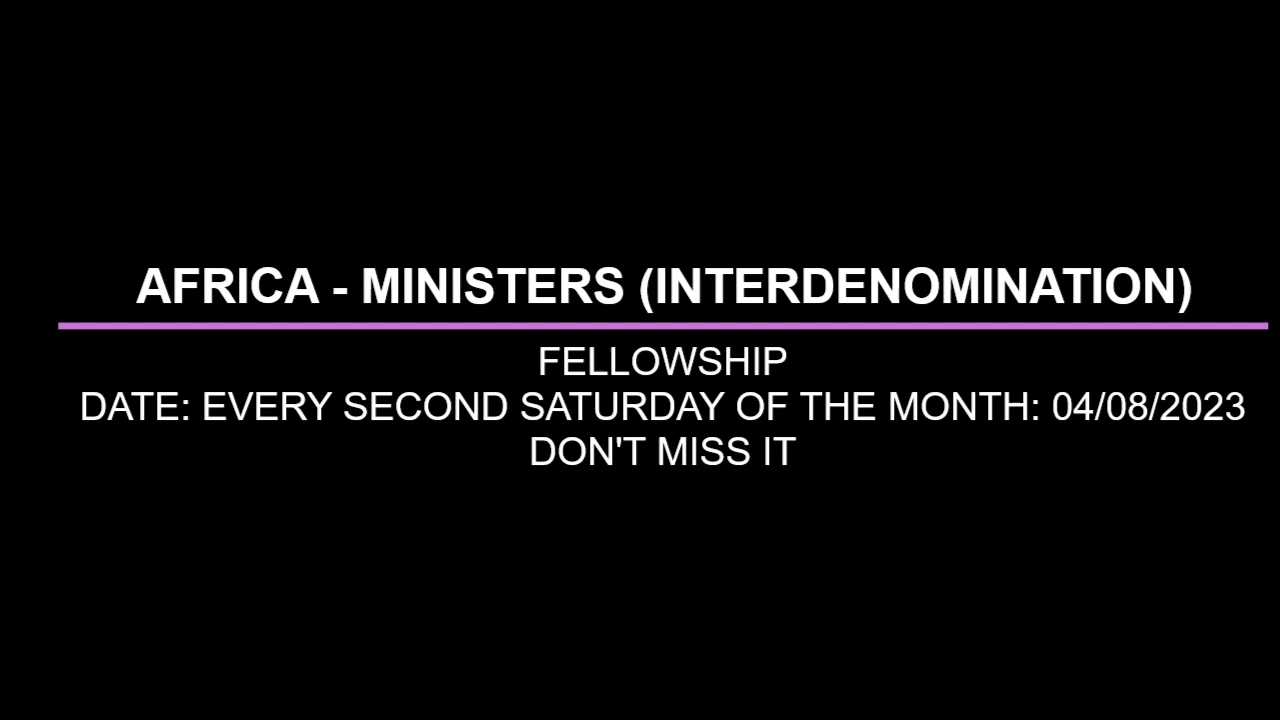 AFRICA - MINISTERS (INTERDENOMINATION)
FELLOWSHIP
DATE: EVERY SECOND SATURDAY OF THE MONTH: 04/08/2023
DON'T MISS IT